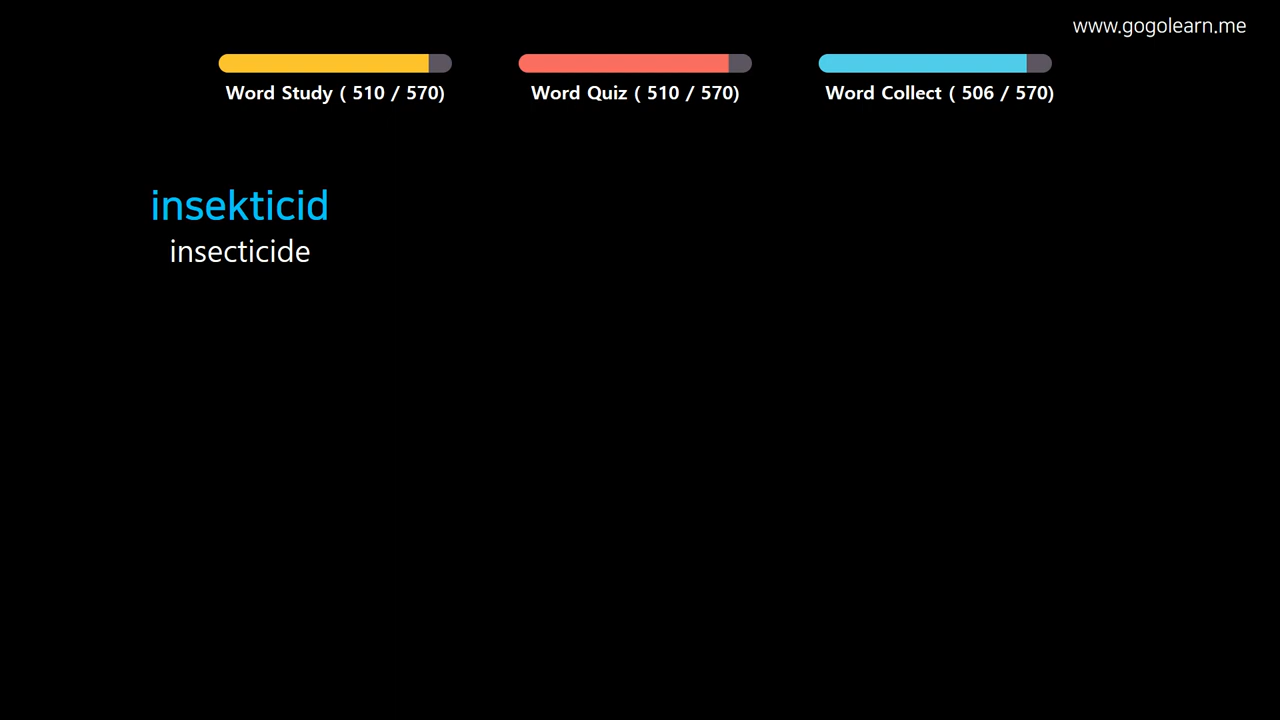 www.gogolearn.me
Word Study ( 510 / 570)
Word Quiz ( 510 / 570)
Word Collect ( 506 / 570)
insekticid
insecticide